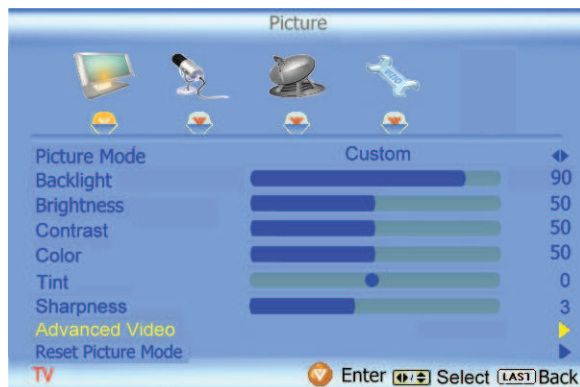 Picture
Picture Mode Custom
Backlight 90
Brightness 50
Contrast 50
Color 50
Tint 0
Sharpness 3
Advanced Video
Reset Picture Mode
TV Enter Select LAST Back